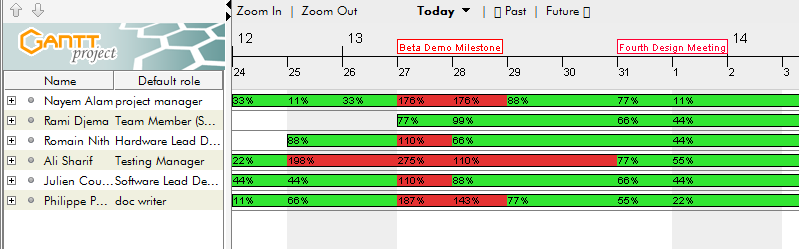 Zoom In | Zoom Out Today ▼ | Past Future
GANTT project
12 13 Beta Demo Milestone Fourth Design Meeting 14
Name Default role
24 25 26 27 28 29 30 31 1 2 3
Nayem Alam project manager 33% 11% 33% 176% 176% 88% 77% 11%
Rami Djema Team Member (S... 77% 99% 66% 44%
Romain Nith Hardware Lead D... 88% 110% 66% 44%
Ali Sharif Testing Manager 22% 198% 275% 110% 77% 55%
Julien Cou... Software Lead De... 44% 44% 110% 88% 66% 44%
Philippe P... doc writer 11% 66% 187% 143% 77% 55% 22%